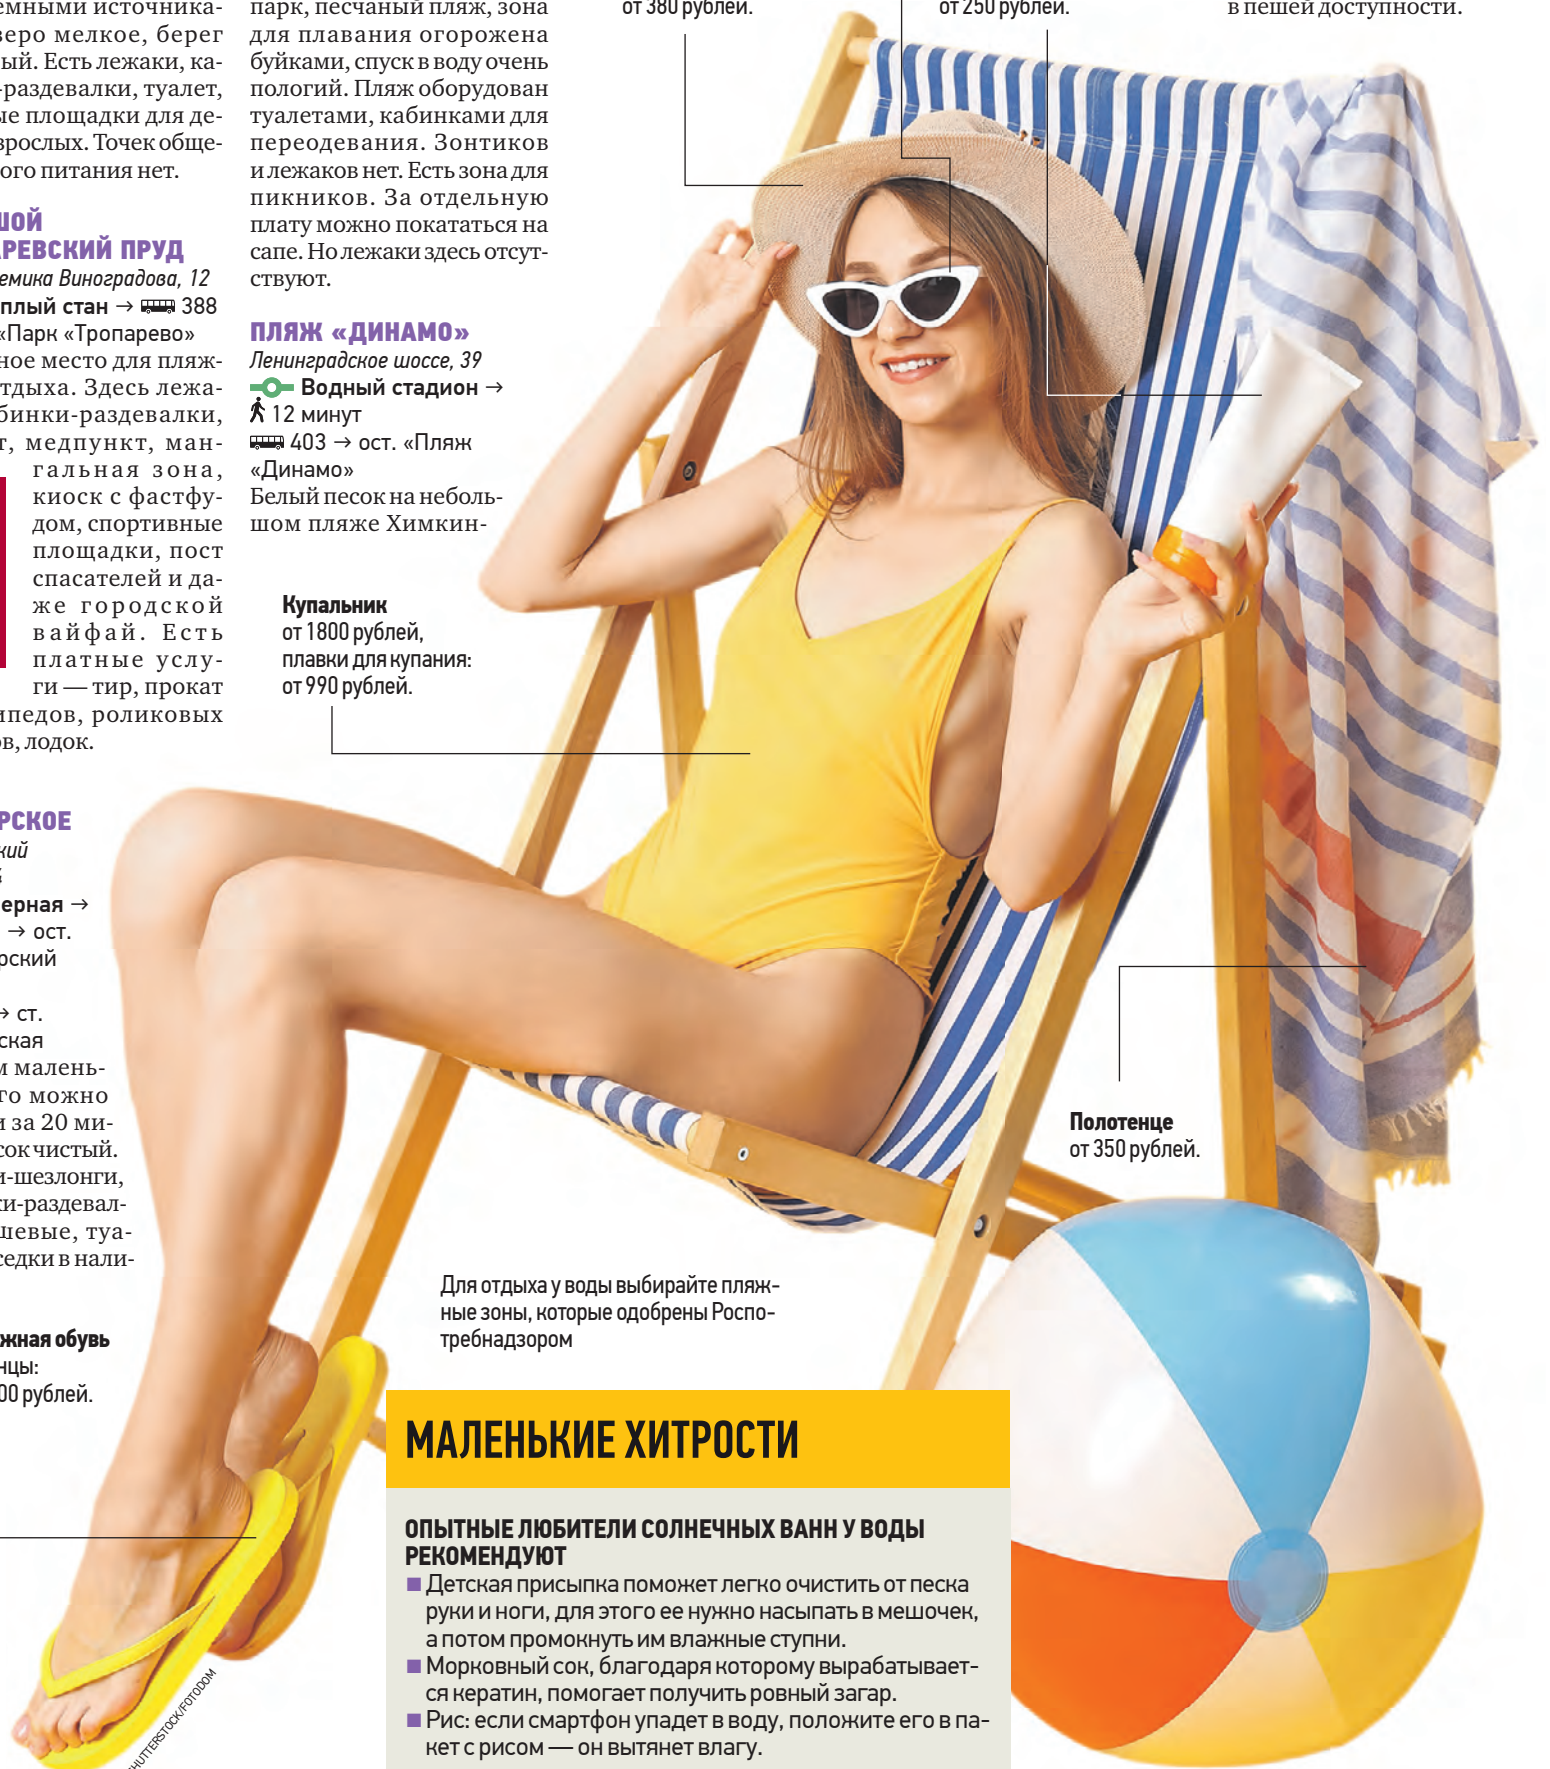 емными источника-
зеро мелкое, берег
ый. Есть лежаки, ка-
-раздевалки, туалет,
ые площадки для де-
зрослых. Точек обще-
ого питания нет.
ШОЙ
АРЕВСКИЙ ПРУД
емика Виноградова, 12
плый стан → 388
«Парк «Тропарево»
ное место для пляж-
тдыха. Здесь лежа-
бинки-раздевалки,
т, медпункт, ман-
гальная зона,
киоск с фастфу-
дом, спортивные
площадки, пост
спасателей и да-
же городской
вайфай. Есть
платные услу-
ги — тир, прокат
ипедов, роликовых
ов, лодок.
РСКОЕ
кий
ерная →
→ ост.
рский
→ ст.
ская
м малень-
го можно
и за 20 ми-
сок чистый.
и-шезлонги,
ки-раздевал-
шевые, туа-
седки в нали-
жная обувь
нцы:
00 рублей.
парк, песчаный пляж, зона
для плавания огорожена
буйками, спуск в воду очень
пологий. Пляж оборудован
туалетами, кабинками для
переодевания. Зонтиков
и лежаков нет. Есть зона для
пикников. За отдельную
плату можно покататься на
сапе. Но лежаки здесь отсут-
ствуют.
ПЛЯЖ «ДИНАМО»
Ленинградское шоссе, 39
Водный стадион →
12 минут
403 → ост. «Пляж
«Динамо»
Белый песок на неболь-
шом пляже Химкин-
от 380 рублей.
от 250 рублей.
в пешей доступности.
Купальник
от 1800 рублей,
плавки для купания:
от 990 рублей.
Полотенце
от 350 рублей.
Для отдыха у воды выбирайте пляж-
ные зоны, которые одобрены Роспо-
требнадзором
МАЛЕНЬКИЕ ХИТРОСТИ
ОПЫТНЫЕ ЛЮБИТЕЛИ СОЛНЕЧНЫХ ВАНН У ВОДЫ
РЕКОМЕНДУЮТ
■ Детская присыпка поможет легко очистить от песка
руки и ноги, для этого ее нужно насыпать в мешочек,
а потом промокнуть им влажные ступни.
■ Морковный сок, благодаря которому вырабатывает-
ся кератин, помогает получить ровный загар.
■ Рис: если смартфон упадет в воду, положите его в па-
кет с рисом — он вытянет влагу.
HUTTERSTOCK/FOTODOM